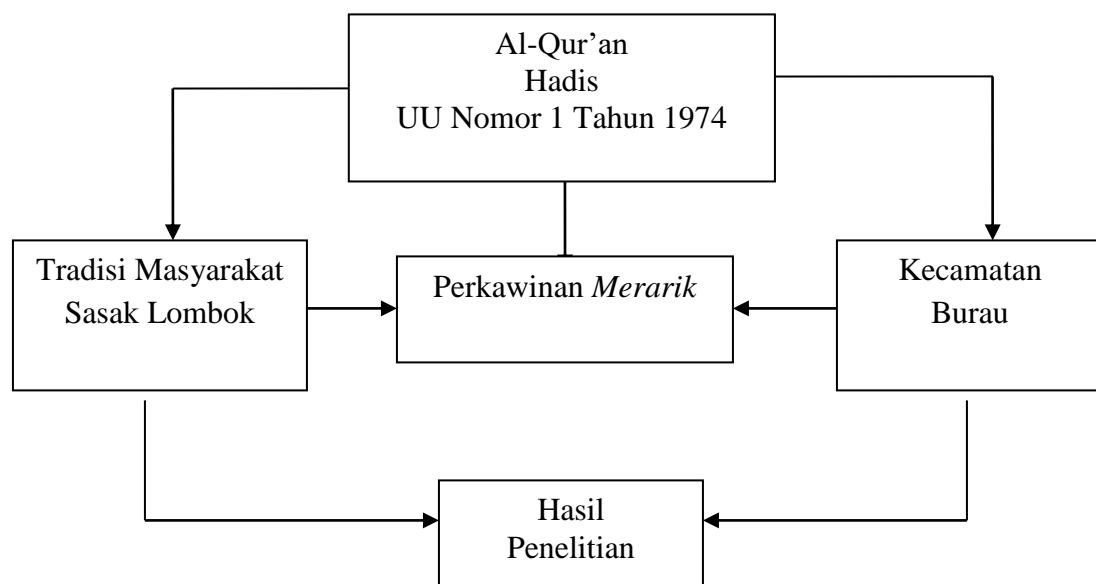 Al-Qur’an
Hadis
UU Nomor 1 Tahun 1974
Tradisi Masyarakat
Sasak Lombok
Perkawinan Merarik
Kecamatan
Burau
Hasil
Penelitian